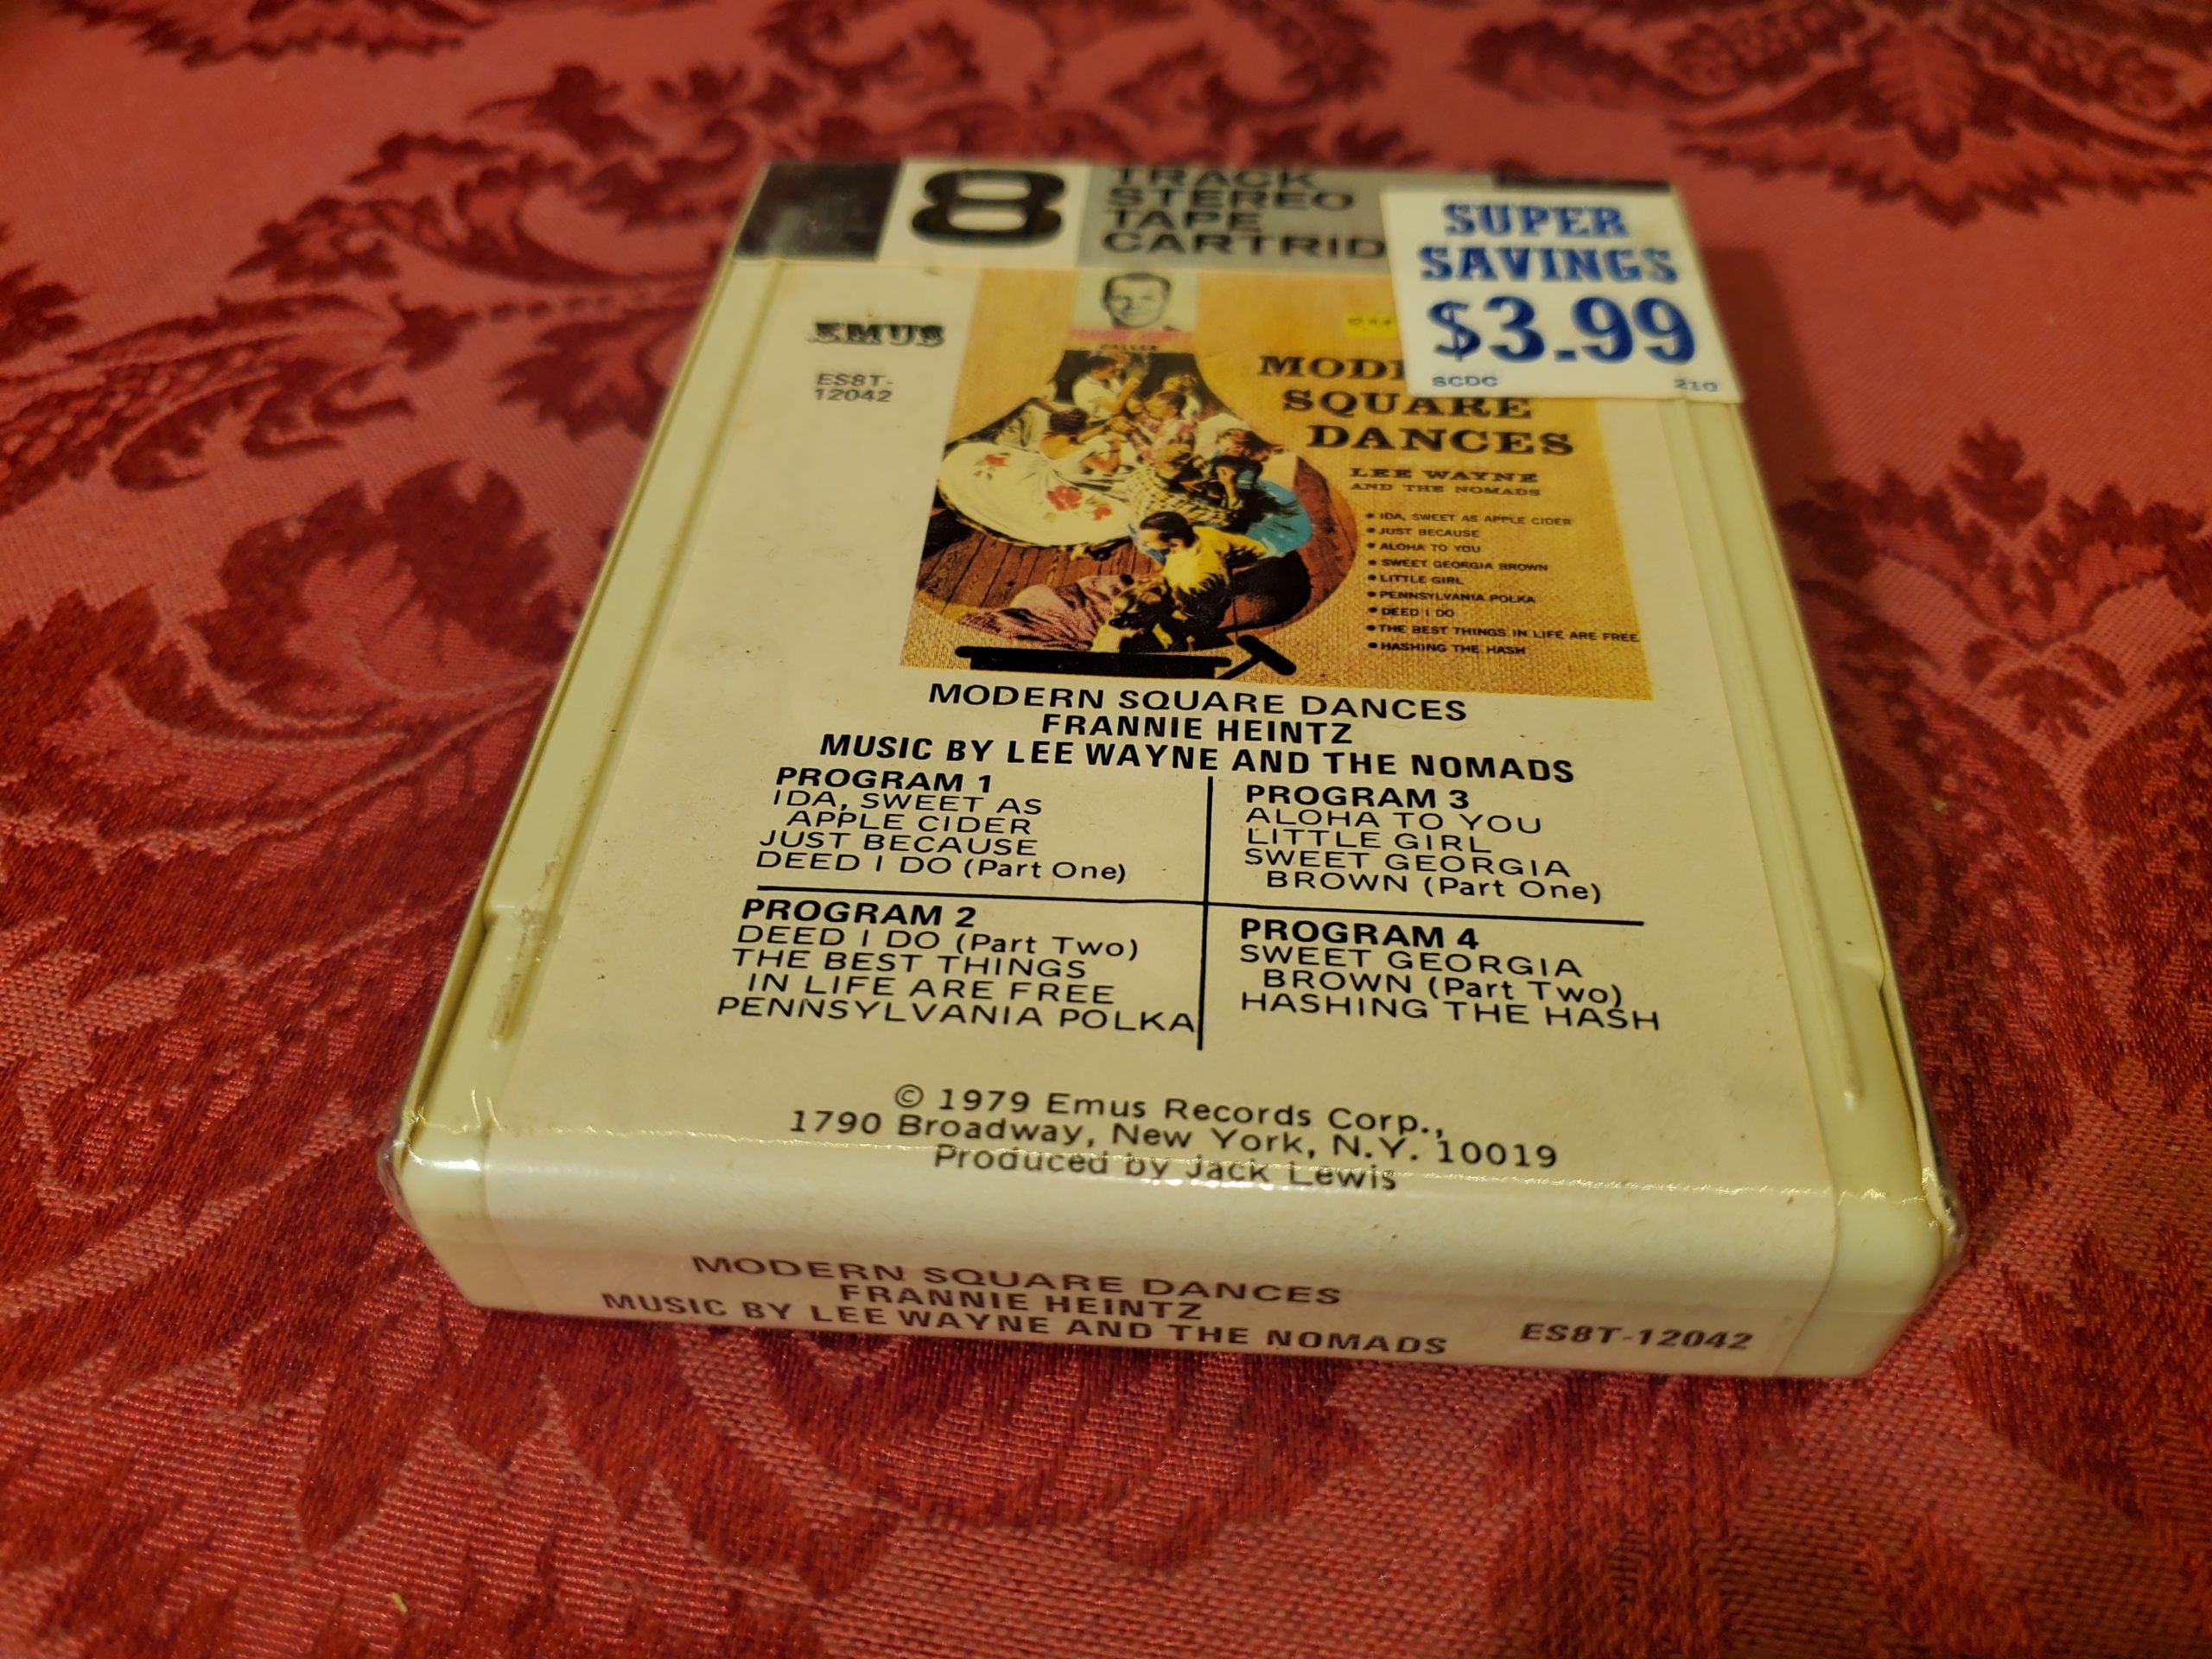 8
TRACK
STEREO
TAPE
CARTRID
SUPER
SAVINGS
$3.99
SCDC 210
EMUS
ES8T-
12042
CALLER
MOD
SQUARE
DANCES
LEE WAYNE
AND THE NOMADS
• IDA, SWEET AS APPLE CIDER
• JUST BECAUSE
• ALOHA TO YOU
• SWEET GEORGIA BROWN
• LITTLE GIRL
• PENNSYLVANIA POLKA
• DEED I DO
• THE BEST THINGS IN LIFE ARE FREE
• HASHING THE HASH
MODERN SQUARE DANCES
FRANNIE HEINTZ
MUSIC BY LEE WAYNE AND THE NOMADS
PROGRAM 1
IDA, SWEET AS
APPLE CIDER
JUST BECAUSE
DEED I DO (Part One)
PROGRAM 2
DEED I DO (Part Two)
THE BEST THINGS
IN LIFE ARE FREE
PENNSYLVANIA POLKA
PROGRAM 3
ALOHA TO YOU
LITTLE GIRL
SWEET GEORGIA
BROWN (Part One)
PROGRAM 4
SWEET GEORGIA
BROWN (Part Two)
HASHING THE HASH
© 1979 Emus Records Corp.,
1790 Broadway, New York, N.Y. 10019
Produced by Jack Lewis
MODERN SQUARE DANCES
FRANNIE HEINTZ
MUSIC BY LEE WAYNE AND THE NOMADS
ES8T-12042